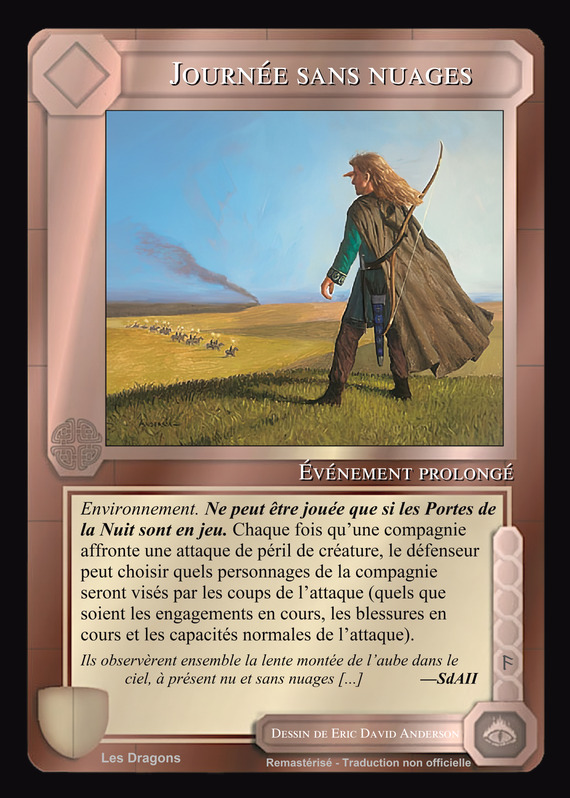 Journée sans nuages
Anderson
Événement prolongé
Environnement. Ne peut être jouée que si les Portes de
la Nuit sont en jeu. Chaque fois qu'une compagnie
affronte une attaque de péril de créature, le défenseur
peut choisir quels personnages de la compagnie
seront visés par les coups de l'attaque (quels que
soient les engagements en cours, les blessures en
cours et les capacités normales de l'attaque).
Ils observèrent ensemble la lente montée de l'aube dans le
ciel, à présent nu et sans nuages [...] —SdAII
Dessin de Eric David Anderson
Les Dragons
Remastérisé - Traduction non officielle